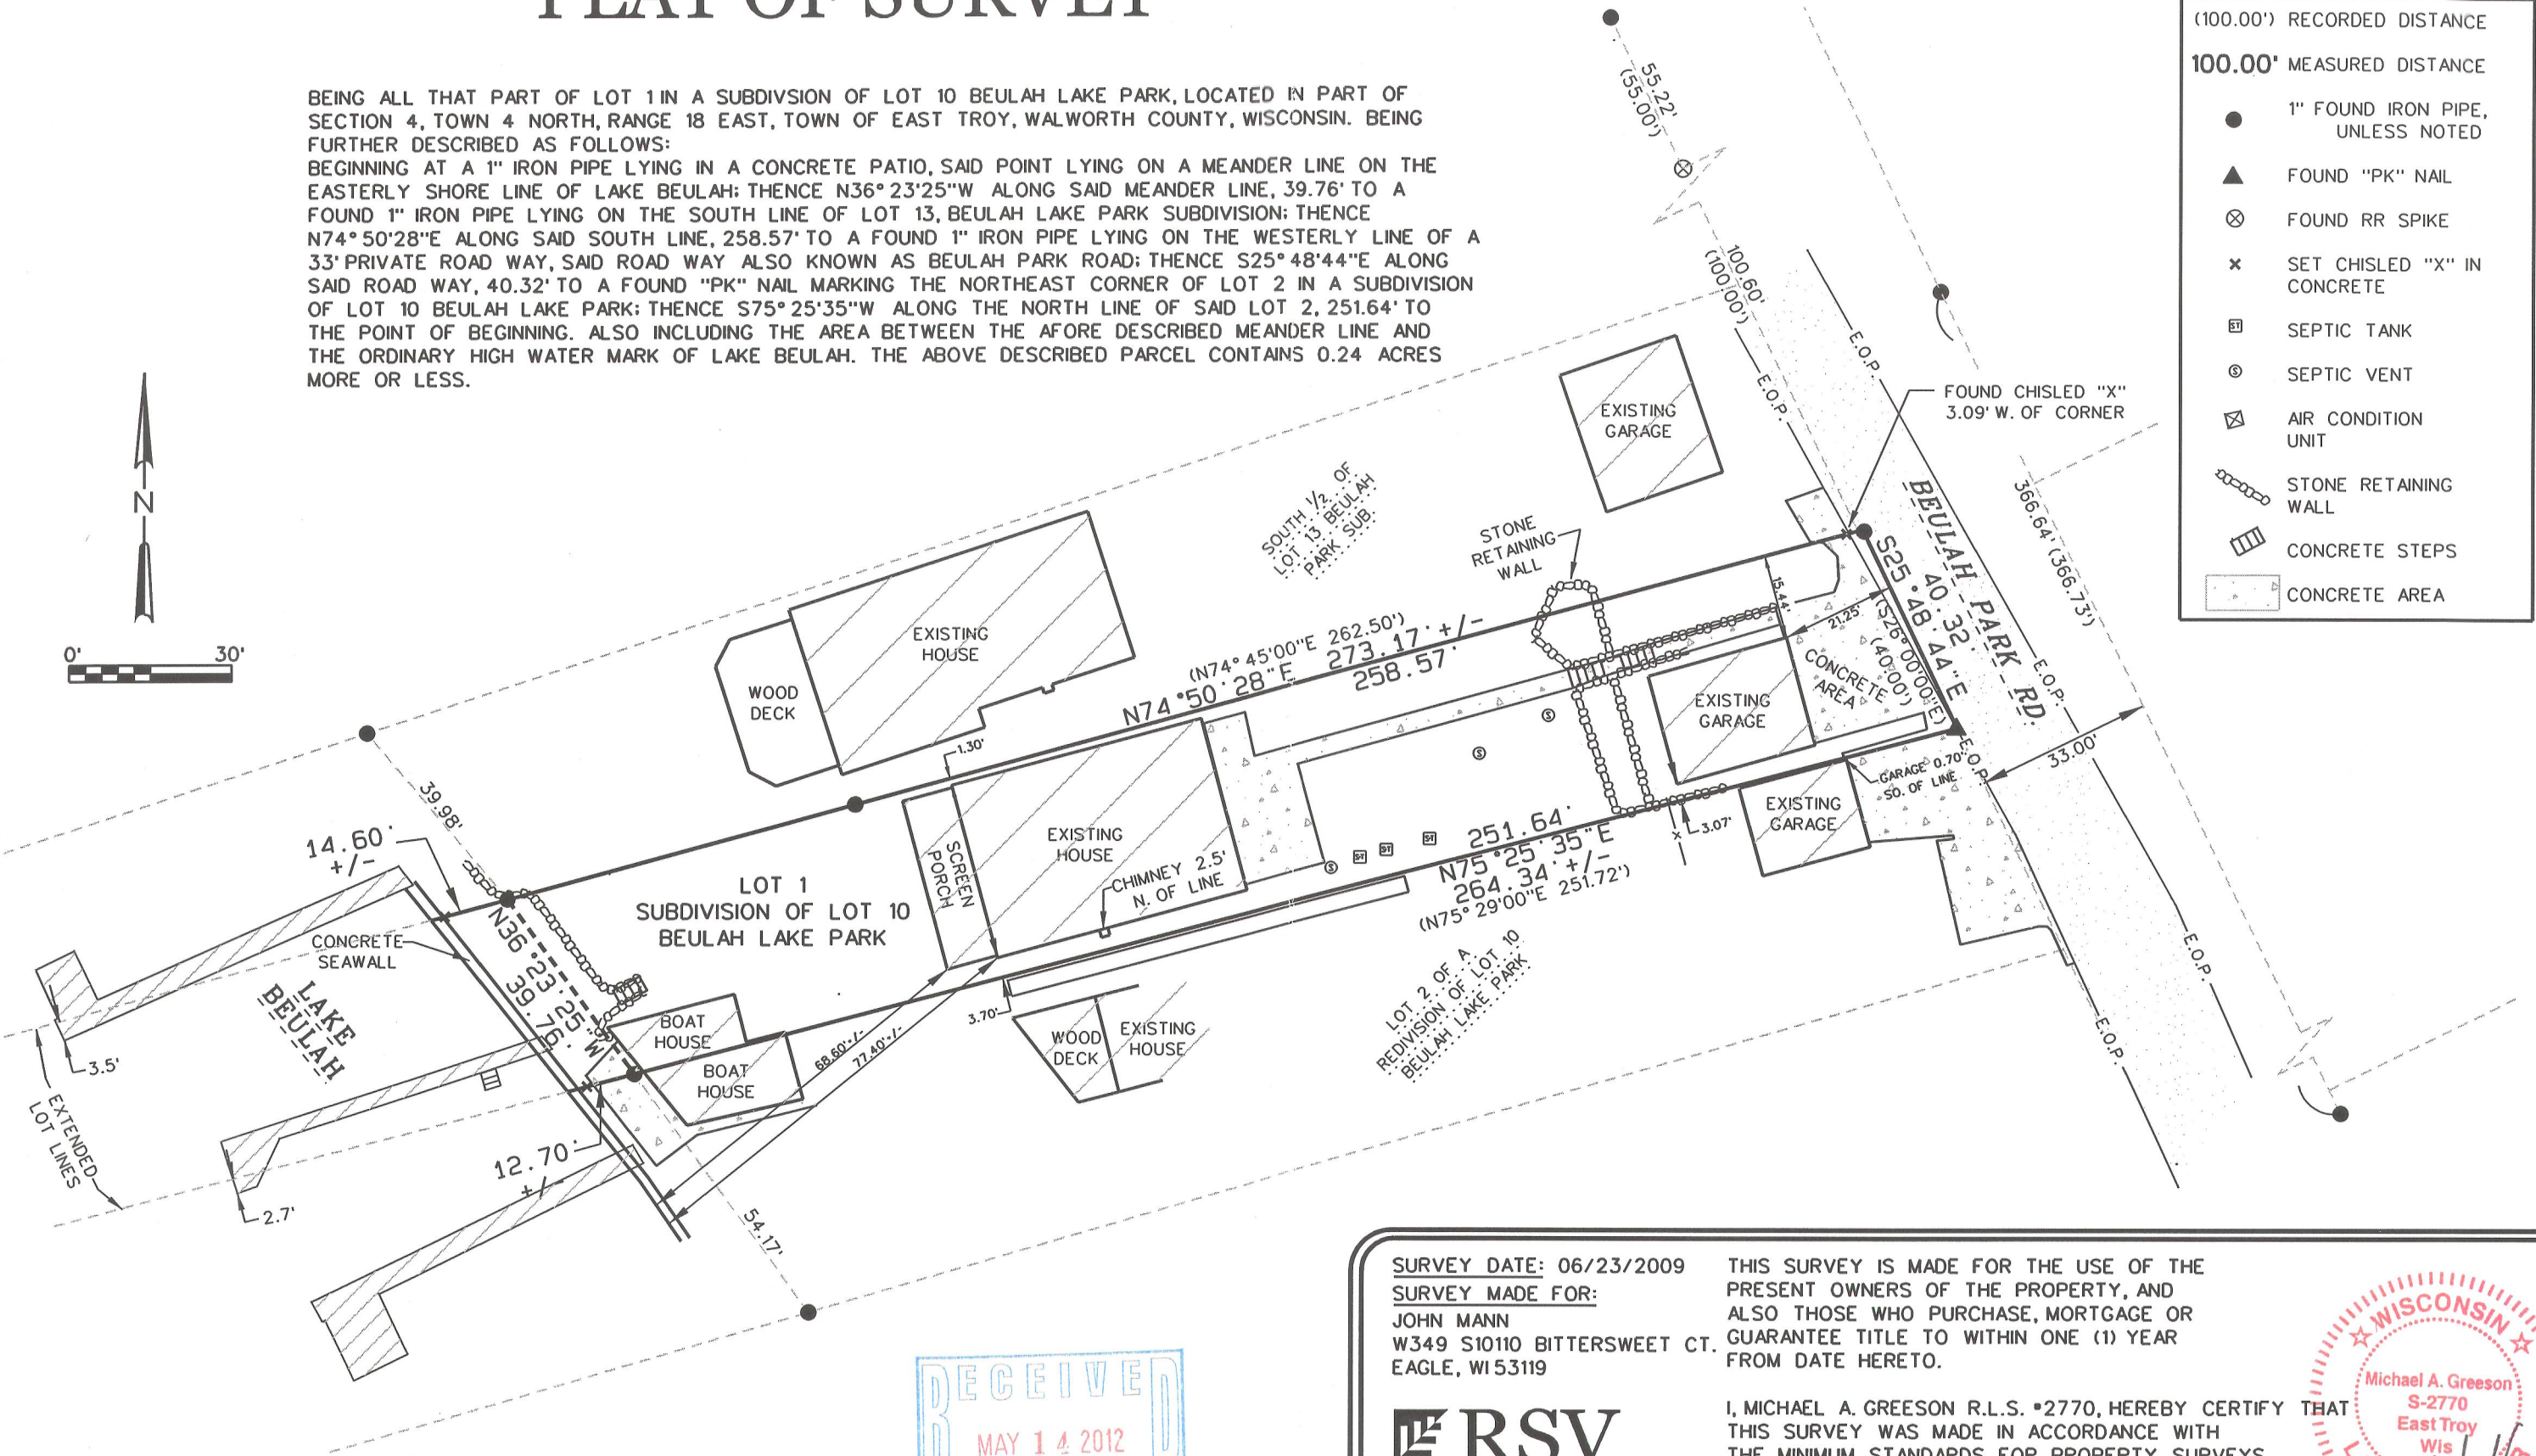 PLAT OF SURVEY
BEING ALL THAT PART OF LOT 1 IN A SUBDIVSION OF LOT 10 BEULAH LAKE PARK, LOCATED IN PART OF
SECTION 4, TOWN 4 NORTH, RANGE 18 EAST, TOWN OF EAST TROY, WALWORTH COUNTY, WISCONSIN. BEING
FURTHER DESCRIBED AS FOLLOWS:
BEGINNING AT A 1" IRON PIPE LYING IN A CONCRETE PATIO, SAID POINT LYING ON A MEANDER LINE ON THE
EASTERLY SHORE LINE OF LAKE BEULAH; THENCE N36°23'25"W ALONG SAID MEANDER LINE, 39.76' TO A
FOUND 1" IRON PIPE LYING ON THE SOUTH LINE OF LOT 13, BEULAH LAKE PARK SUBDIVISION; THENCE
N74°50'28"E ALONG SAID SOUTH LINE, 258.57' TO A FOUND 1" IRON PIPE LYING ON THE WESTERLY LINE OF A
33' PRIVATE ROAD WAY, SAID ROAD WAY ALSO KNOWN AS BEULAH PARK ROAD; THENCE S25°48'44"E ALONG
SAID ROAD WAY, 40.32' TO A FOUND "PK" NAIL MARKING THE NORTHEAST CORNER OF LOT 2 IN A SUBDIVISION
OF LOT 10 BEULAH LAKE PARK; THENCE S75°25'35"W ALONG THE NORTH LINE OF SAID LOT 2, 251.64' TO
THE POINT OF BEGINNING. ALSO INCLUDING THE AREA BETWEEN THE AFORE DESCRIBED MEANDER LINE AND
THE ORDINARY HIGH WATER MARK OF LAKE BEULAH. THE ABOVE DESCRIBED PARCEL CONTAINS 0.24 ACRES
MORE OR LESS.
(100.00') RECORDED DISTANCE
100.00' MEASURED DISTANCE
1" FOUND IRON PIPE,
UNLESS NOTED
FOUND "PK" NAIL
FOUND RR SPIKE
SET CHISLED "X" IN
CONCRETE
ST SEPTIC TANK
S SEPTIC VENT
AIR CONDITION
UNIT
STONE RETAINING
WALL
CONCRETE STEPS
CONCRETE AREA
N
0' 30'
55.22'
(55.00')
100.60'
(100.00')
E.O.P.
E.O.P.
FOUND CHISLED "X"
3.09' W. OF CORNER
EXISTING
GARAGE
SOUTH 1/2 OF
LOT 13 BEULAH
PARK SUB.
STONE
RETAINING
WALL
BEULAH PARK RD.
366.64' (366.73')
S25°48'44"E
40.32'
(S26°00'00"E)
(40.00')
15.44'
21.25'
CONCRETE
AREA
E.O.P.
33.00'
EXISTING
HOUSE
WOOD
DECK
(N74°45'00"E 262.50')
N74°50'28"E 273.17'+/-
258.57'
EXISTING
GARAGE
GARAGE 0.70'
SO. OF LINE
E.O.P.
EXISTING
GARAGE
3.07'
X
1.30'
39.98'
14.60'
+/-
SCREEN
PORCH
EXISTING
HOUSE
CHIMNEY 2.5'
N. OF LINE
S
S
S
ST
ST
ST
251.64'
N75°25'35"E
264.34'+/-
(N75°29'00"E 251.72')
LOT 1
SUBDIVISION OF LOT 10
BEULAH LAKE PARK
CONCRETE
SEAWALL
LAKE
BEULAH
N36°23'25"W
39.76'
BOAT
HOUSE
BOAT
HOUSE
68.60'+/-
77.40'+/-
3.70'
WOOD
DECK
EXISTING
HOUSE
LOT 2 OF A
REDIVISION OF LOT 10
BEULAH LAKE PARK
E.O.P.
E.O.P.
3.5'
EXTENDED
LOT LINES
2.7'
12.70'
+/-
54.17'
SURVEY DATE: 06/23/2009
SURVEY MADE FOR:
JOHN MANN
W349 S10110 BITTERSWEET CT.
EAGLE, WI 53119
RSV
THIS SURVEY IS MADE FOR THE USE OF THE
PRESENT OWNERS OF THE PROPERTY, AND
ALSO THOSE WHO PURCHASE, MORTGAGE OR
GUARANTEE TITLE TO WITHIN ONE (1) YEAR
FROM DATE HERETO.
I, MICHAEL A. GREESON R.L.S. #2770, HEREBY CERTIFY THAT
THIS SURVEY WAS MADE IN ACCORDANCE WITH
THE MINIMUM STANDARDS FOR PROPERTY SURVEYS
RECEIVED
MAY 14 2012
WISCONSIN
Michael A. Greeson
S-2770
East Troy
Wis